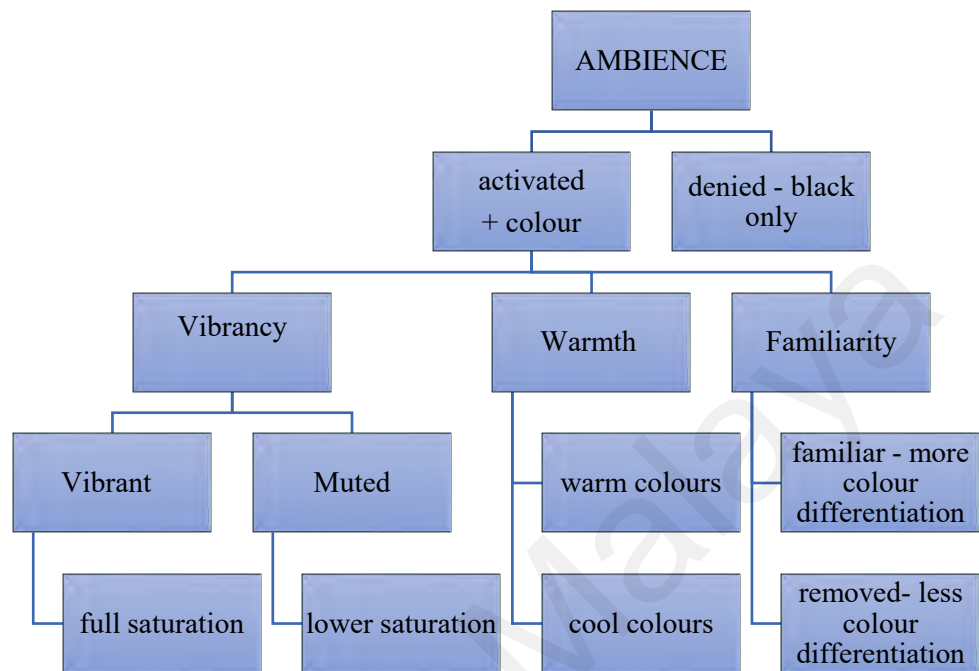 AMBIENCE
activated
+ colour
denied - black
only
Vibrancy
Warmth
Familiarity
Vibrant
Muted
warm colours
familiar - more
colour
differentiation
full saturation
lower saturation
cool colours
removed- less
colour
differentiation
Malaya